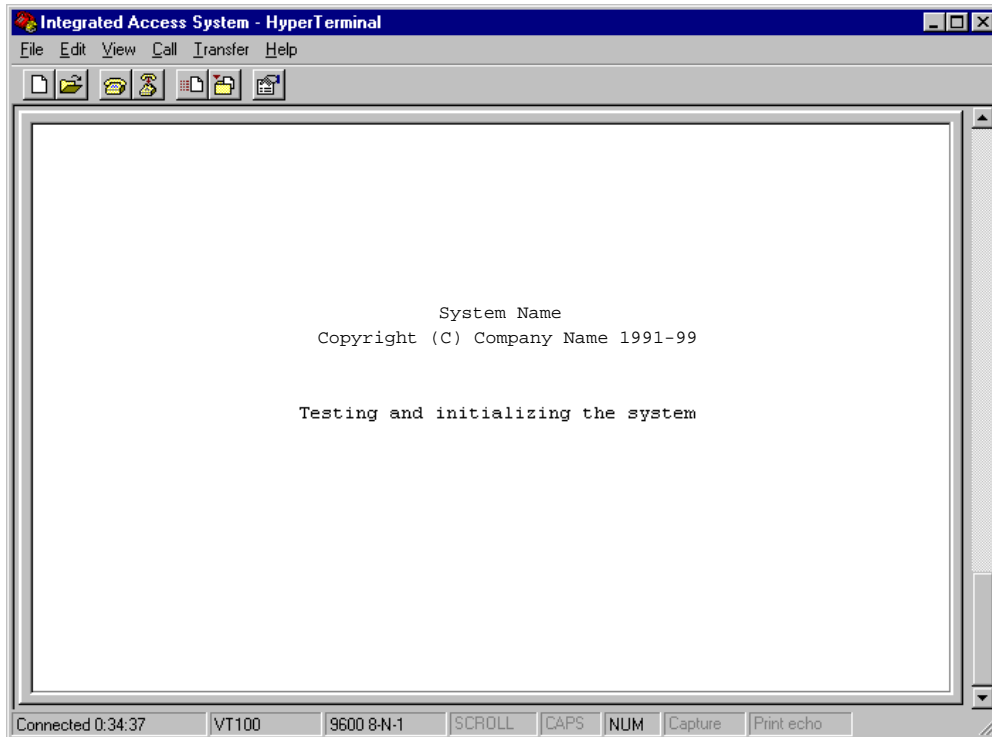 Integrated Access System - HyperTerminal
File Edit View Call Transfer Help
System Name
Copyright (C) Company Name 1991-99
Testing and initializing the system
Connected 0:34:37 VT100 9600 8-N-1 SCROLL CAPS NUM Capture Print echo